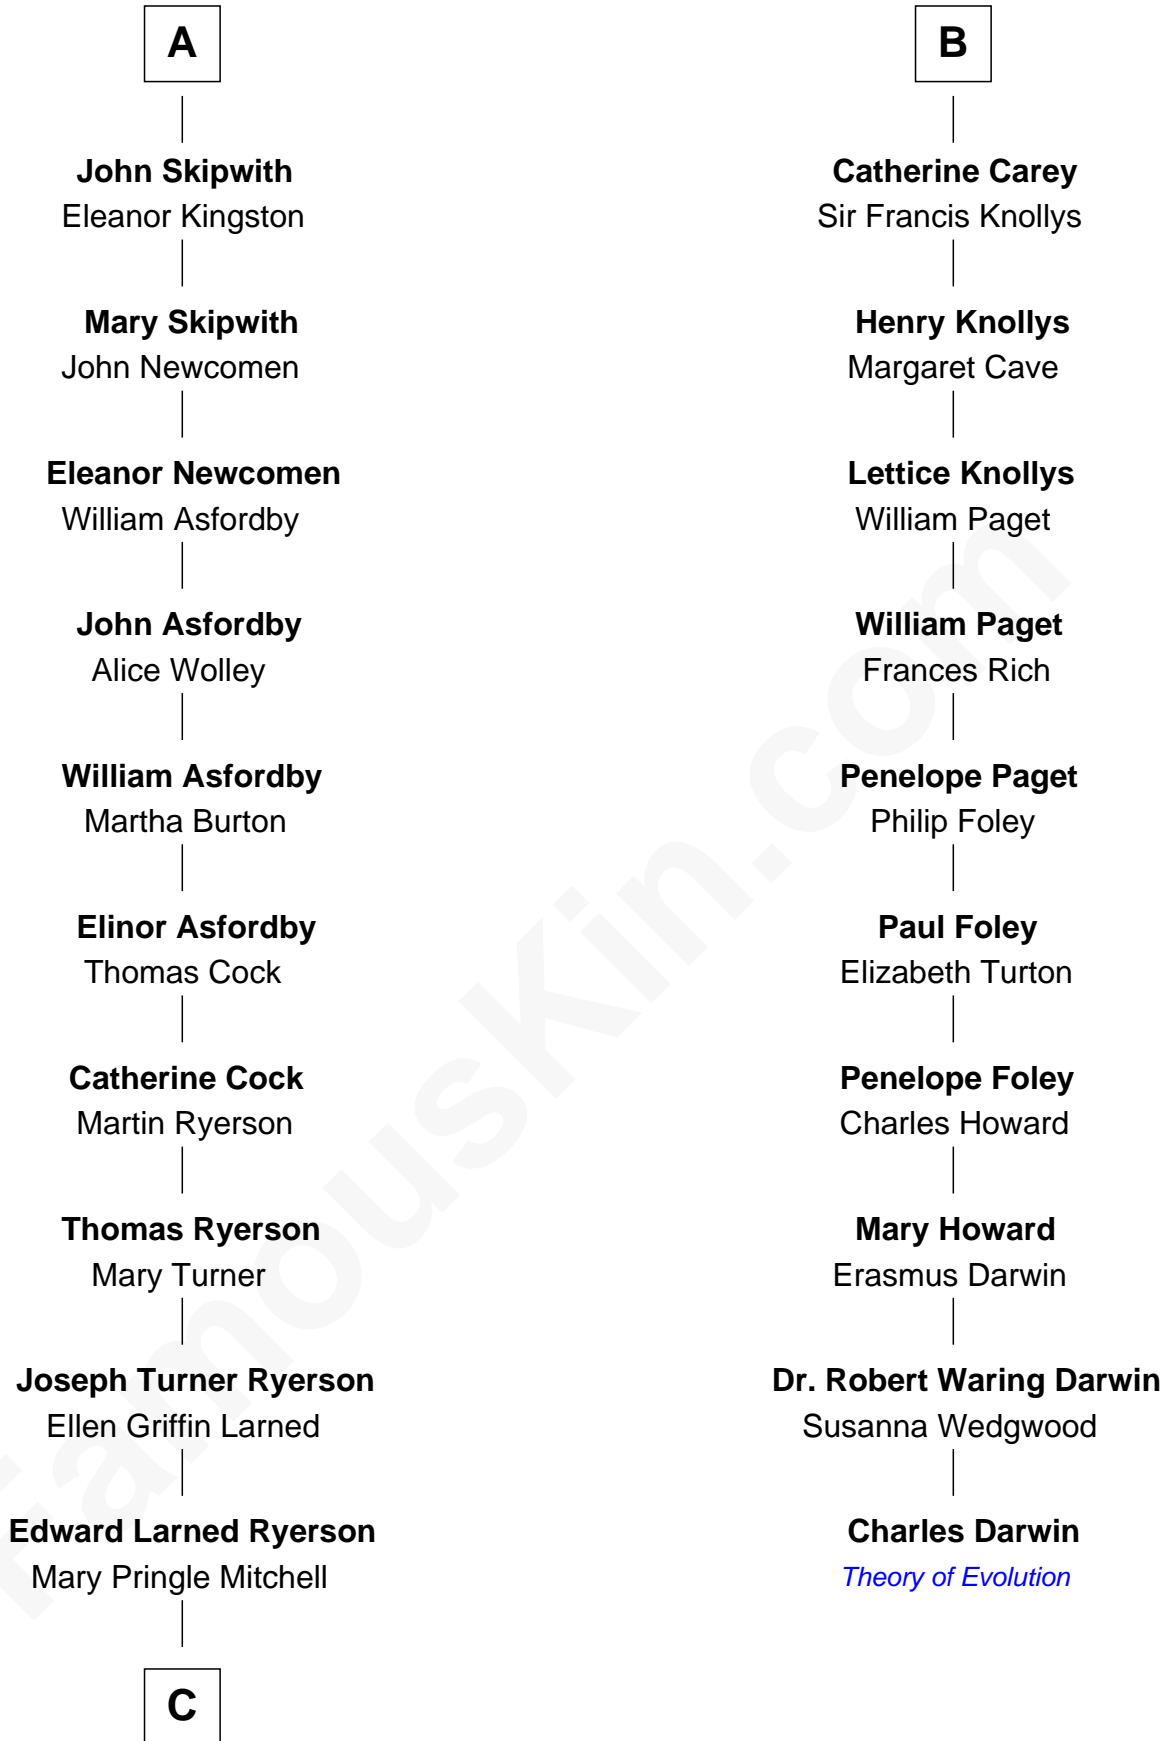 A
John Skipwith
Eleanor Kingston
Mary Skipwith
John Newcomen
Eleanor Newcomen
William Asfordby
John Asfordby
Alice Wolley
William Asfordby
Martha Burton
Elinor Asfordby
Thomas Cock
Catherine Cock
Martin Ryerson
Thomas Ryerson
Mary Turner
Joseph Turner Ryerson
Ellen Griffin Larned
Edward Larned Ryerson
Mary Pringle Mitchell
C
B
Catherine Carey
Sir Francis Knollys
Henry Knollys
Margaret Cave
Lettice Knollys
William Paget
William Paget
Frances Rich
Penelope Paget
Philip Foley
Paul Foley
Elizabeth Turton
Penelope Foley
Charles Howard
Mary Howard
Erasmus Darwin
Dr. Robert Waring Darwin
Susanna Wedgwood
Charles Darwin
Theory of Evolution
FamousKin.com